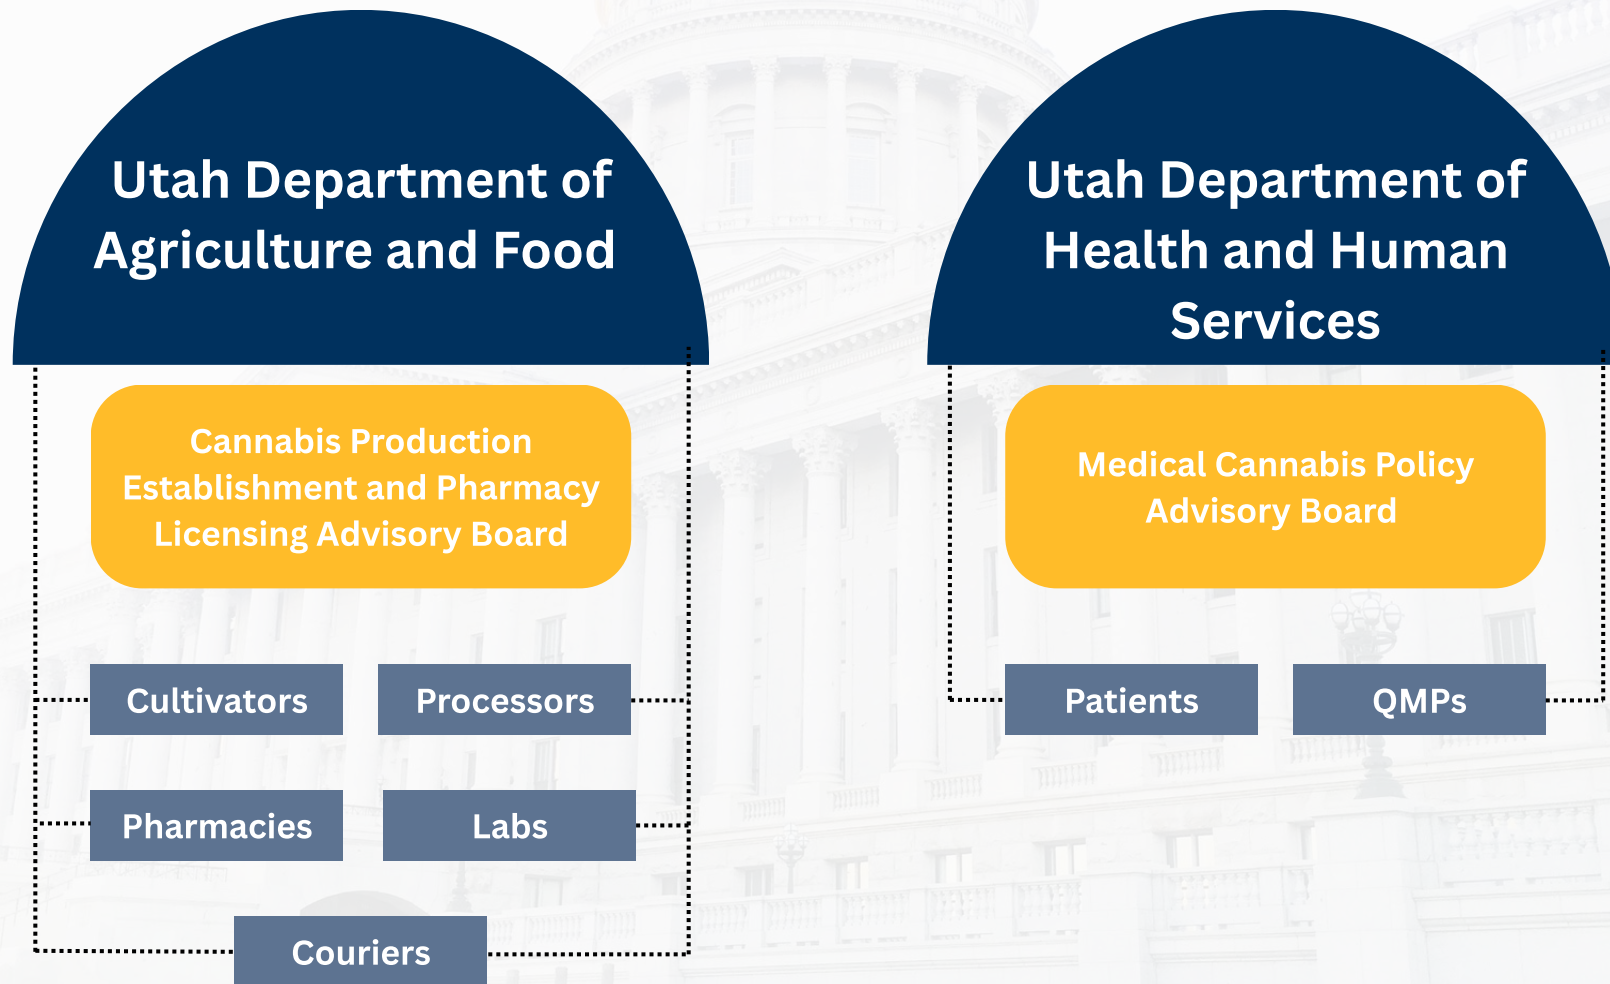 Utah Department of
Agriculture and Food
Cannabis Production
Establishment and Pharmacy
Licensing Advisory Board
Cultivators
Processors
Pharmacies
Labs
Couriers
Utah Department of
Health and Human
Services
Medical Cannabis Policy
Advisory Board
Patients
QMPs